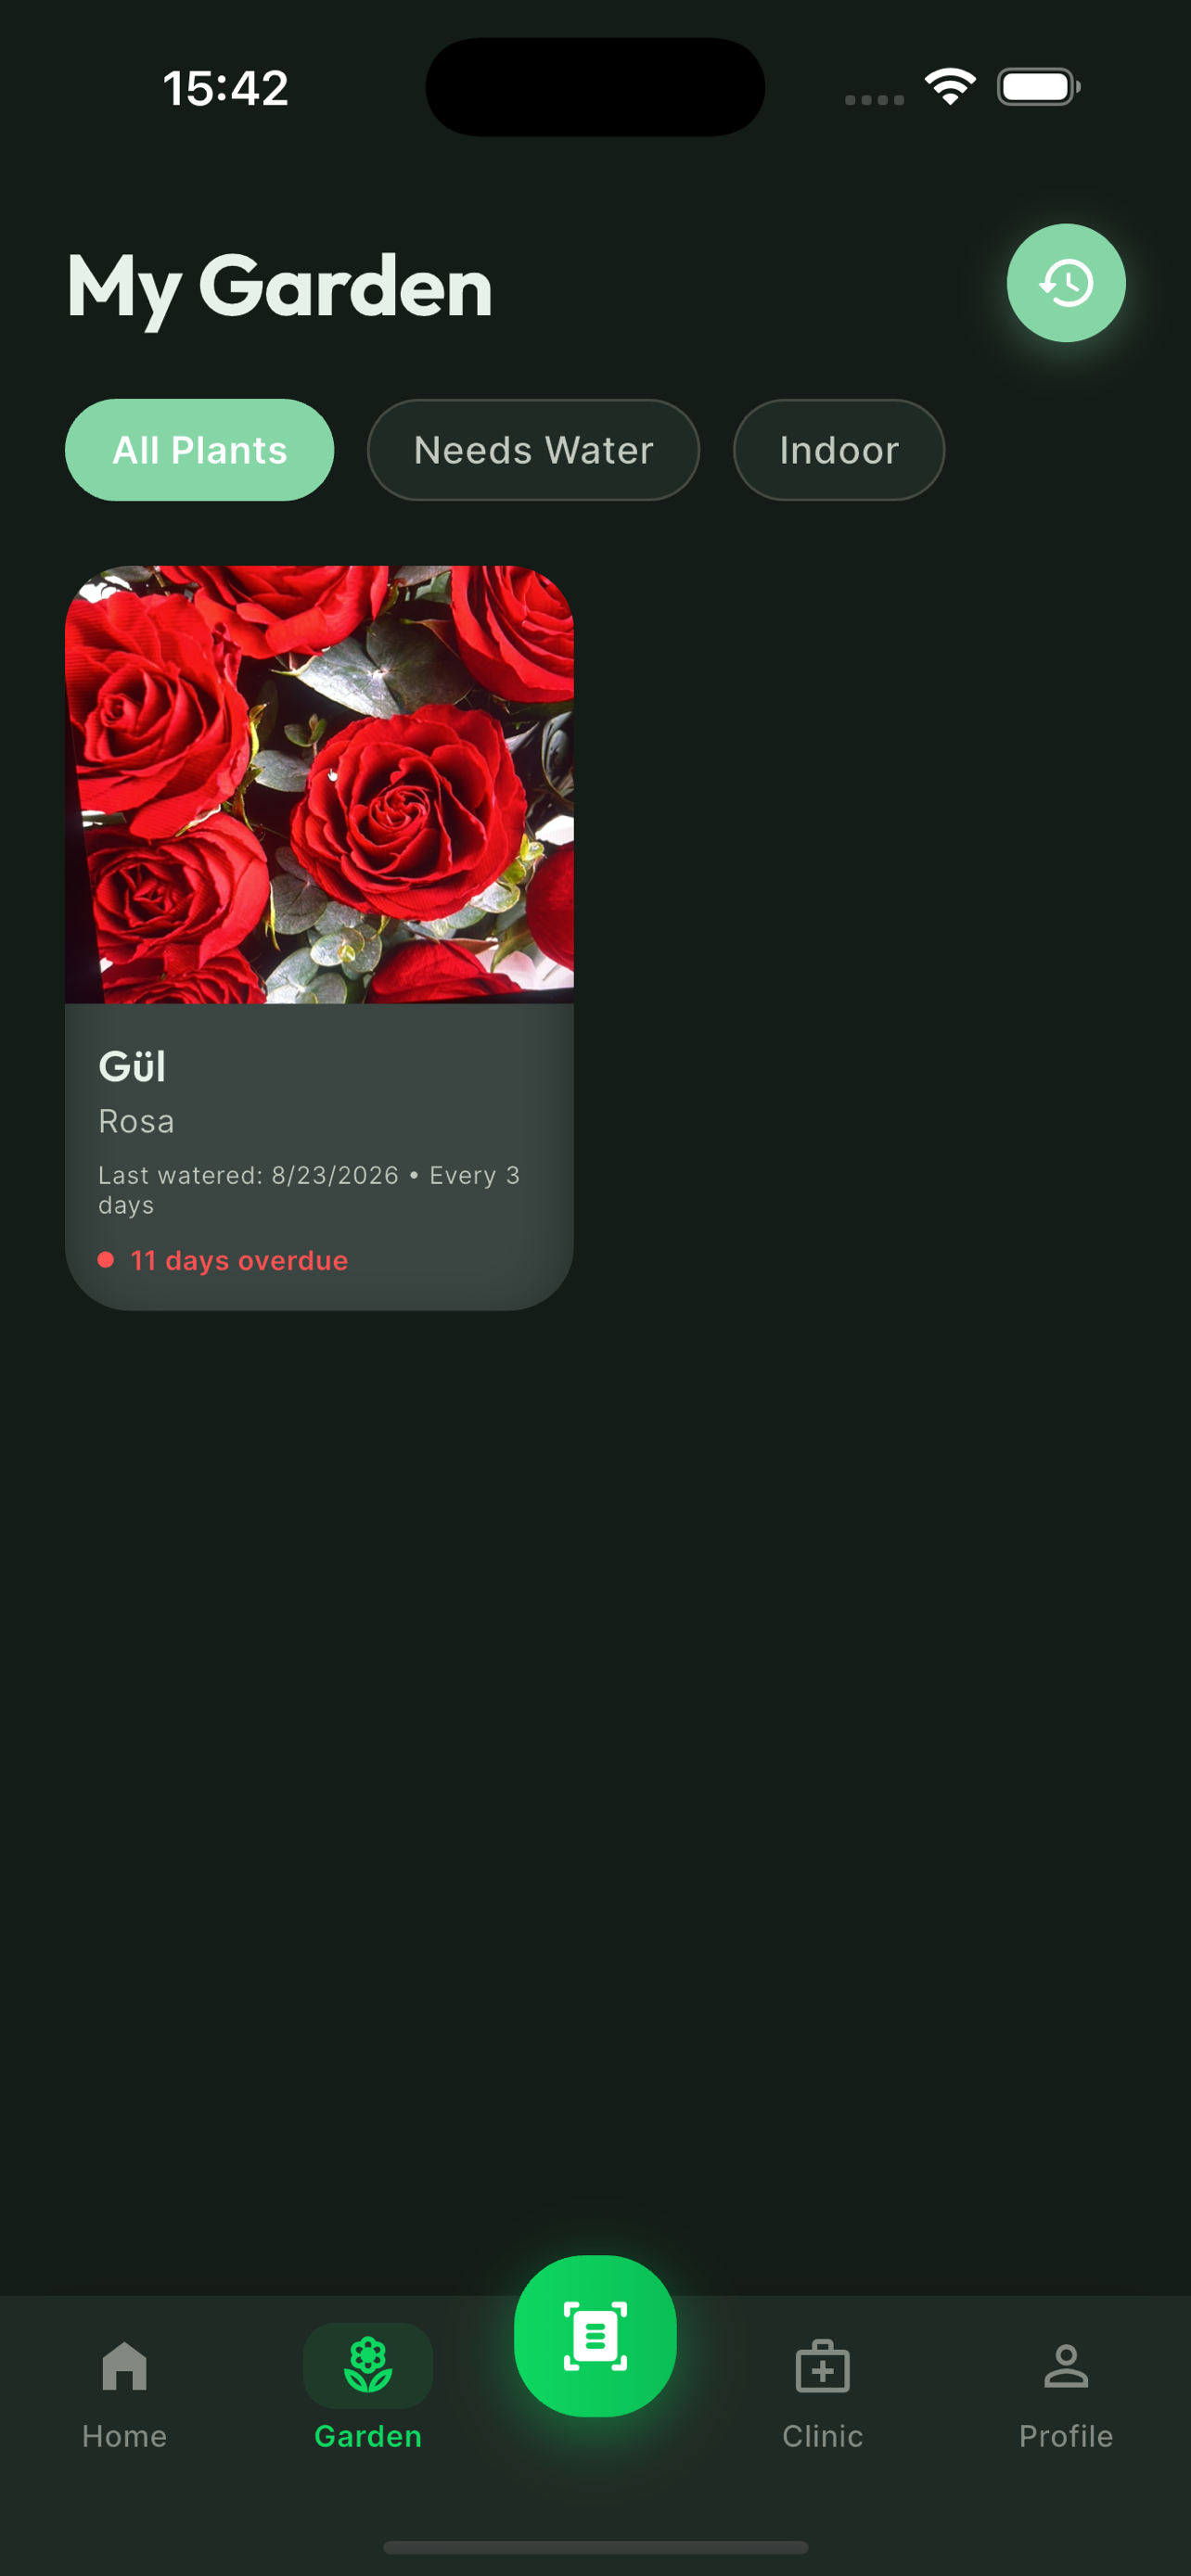 15:42
My Garden
All Plants
Needs Water
Indoor
Gül
Rosa
Last watered: 8/23/2026 • Every 3
days
11 days overdue
Home
Garden
Clinic
Profile